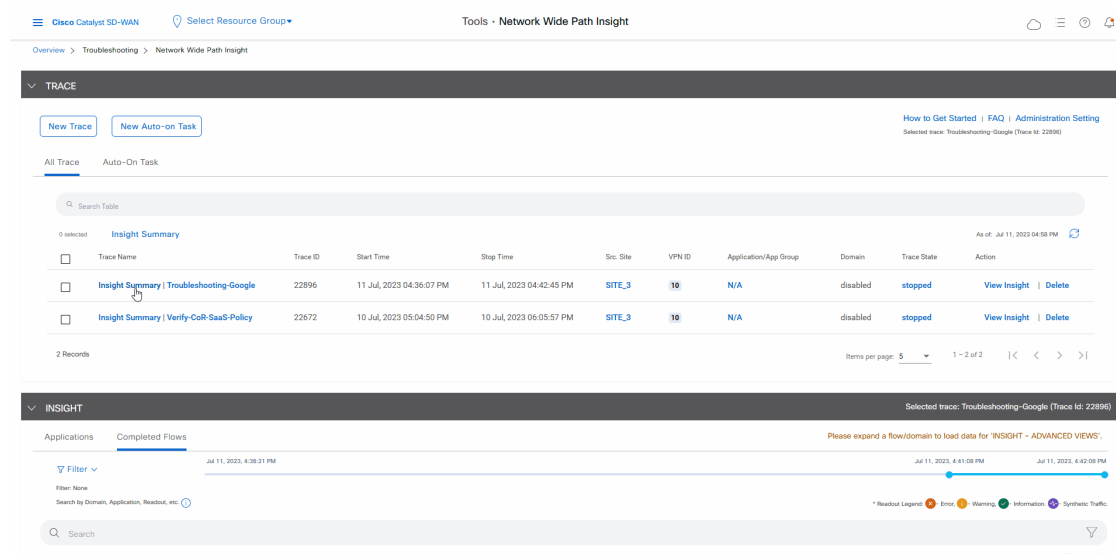 Cisco Catalyst SD-WAN Select Resource Group▾ Tools · Network Wide Path Insight
Overview > Troubleshooting > Network Wide Path Insight
TRACE
New Trace New Auto-on Task How to Get Started | FAQ | Administration Setting
Selected trace: Troubleshooting-Google (Trace Id: 22896)
All Trace Auto-On Task
Search Table
0 selected Insight Summary As of: Jul 11, 2023 04:58 PM
Trace Name Trace ID Start Time Stop Time Src. Site VPN ID Application/App Group Domain Trace State Action
Insight Summary | Troubleshooting-Google 22896 11 Jul, 2023 04:36:07 PM 11 Jul, 2023 04:42:45 PM SITE_3 10 N/A disabled stopped View Insight | Delete
Insight Summary | Verify-CoR-SaaS-Policy 22672 10 Jul, 2023 05:04:50 PM 10 Jul, 2023 06:05:57 PM SITE_3 10 N/A disabled stopped View Insight | Delete
2 Records Items per page: 5 1 – 2 of 2 |< < > >|
INSIGHT Selected trace: Troubleshooting-Google (Trace Id: 22896)
Applications Completed Flows Please expand a flow/domain to load data for 'INSIGHT - ADVANCED VIEWS'.
Filter Jul 11, 2023, 4:36:21 PM Jul 11, 2023, 4:41:08 PM Jul 11, 2023, 4:42:08 PM
Filter: None
Search by Domain, Application, Readout, etc. * Readout Legend: - Error, - Warning, - Information. - Synthetic Traffic.
Search